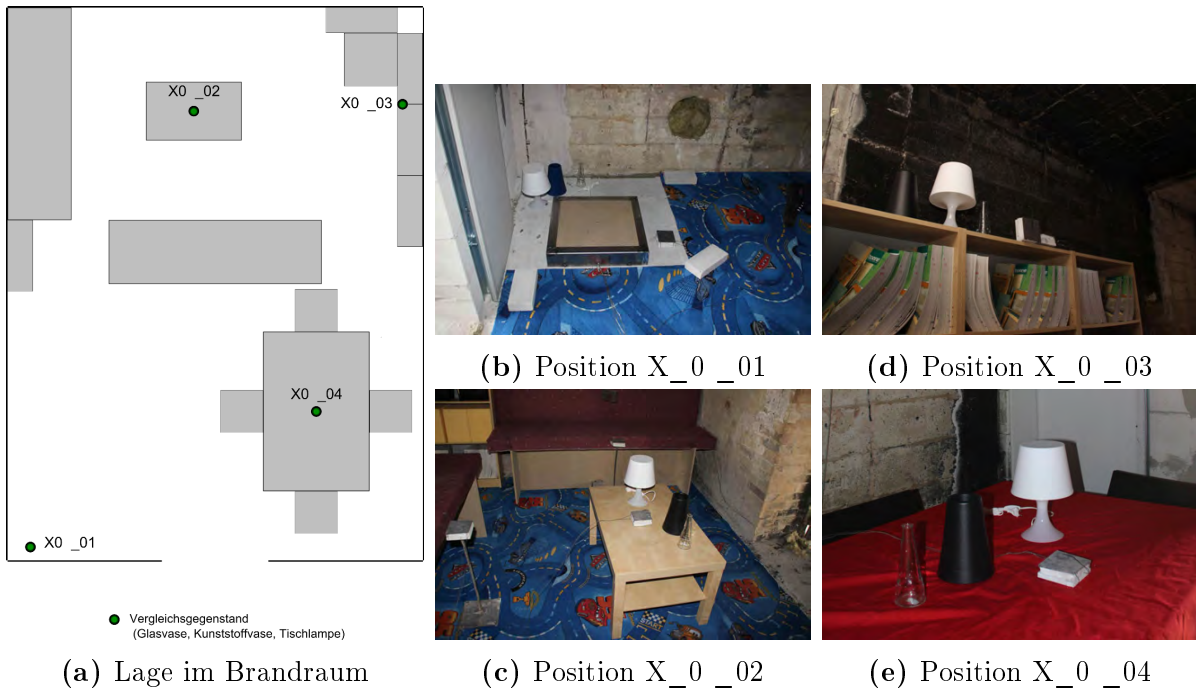 X0 _02
X0 _03
X0 _04
X0 _01
Vergleichsgegenstand
(Glasvase, Kunststoffvase, Tischlampe)
(a) Lage im Brandraum
(b) Position X_0 _01
(c) Position X_0 _02
(d) Position X_0 _03
(e) Position X_0 _04